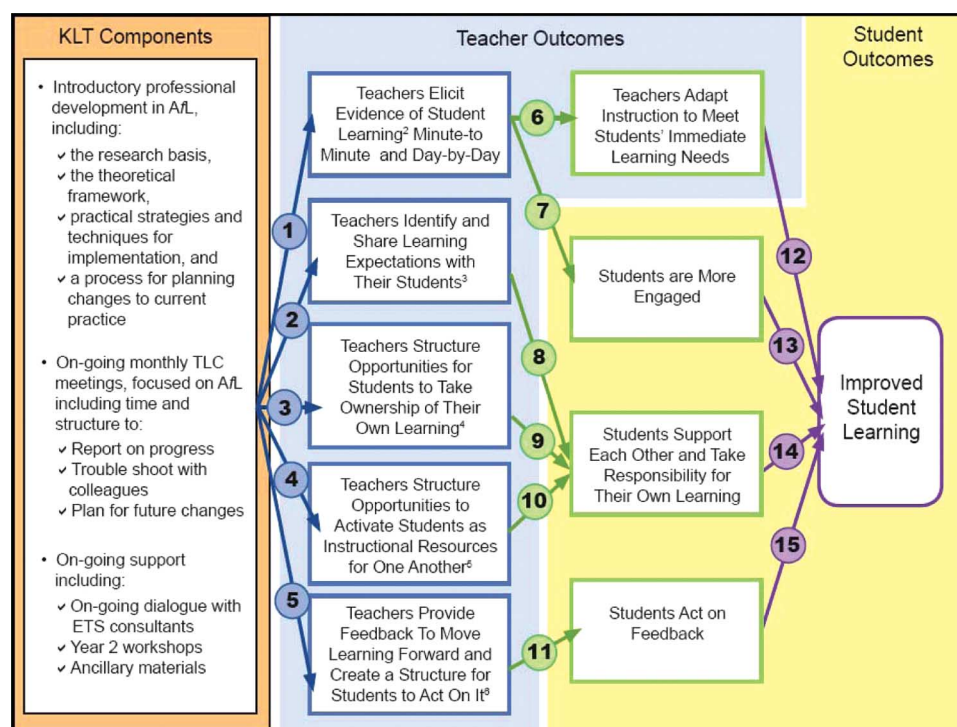 KLT Components
• Introductory professional
development in AfL,
including:
✓ the research basis,
✓ the theoretical
framework,
✓ practical strategies and
techniques for
implementation, and
✓ a process for planning
changes to current
practice
• On-going monthly TLC
meetings, focused on AfL
including time and
structure to:
✓ Report on progress
✓ Trouble shoot with
colleagues
✓ Plan for future changes
• On-going support
including:
✓ On-going dialogue with
ETS consultants
✓ Year 2 workshops
✓ Ancillary materials
1
2
3
4
5
Teacher Outcomes
Teachers Elicit
Evidence of Student
Learning² Minute-to
Minute and Day-by-Day
Teachers Identify and
Share Learning
Expectations with
Their Students³
Teachers Structure
Opportunities for
Students to Take
Ownership of Their
Own Learning⁴
Teachers Structure
Opportunities to
Activate Students as
Instructional Resources
for One Another⁵
Teachers Provide
Feedback To Move
Learning Forward and
Create a Structure for
Students to Act On It⁶
6
7
8
9
10
11
Teachers Adapt
Instruction to Meet
Students' Immediate
Learning Needs
Students are More
Engaged
Students Support
Each Other and Take
Responsibility for
Their Own Learning
Students Act on
Feedback
12
13
14
15
Student
Outcomes
Improved
Student
Learning